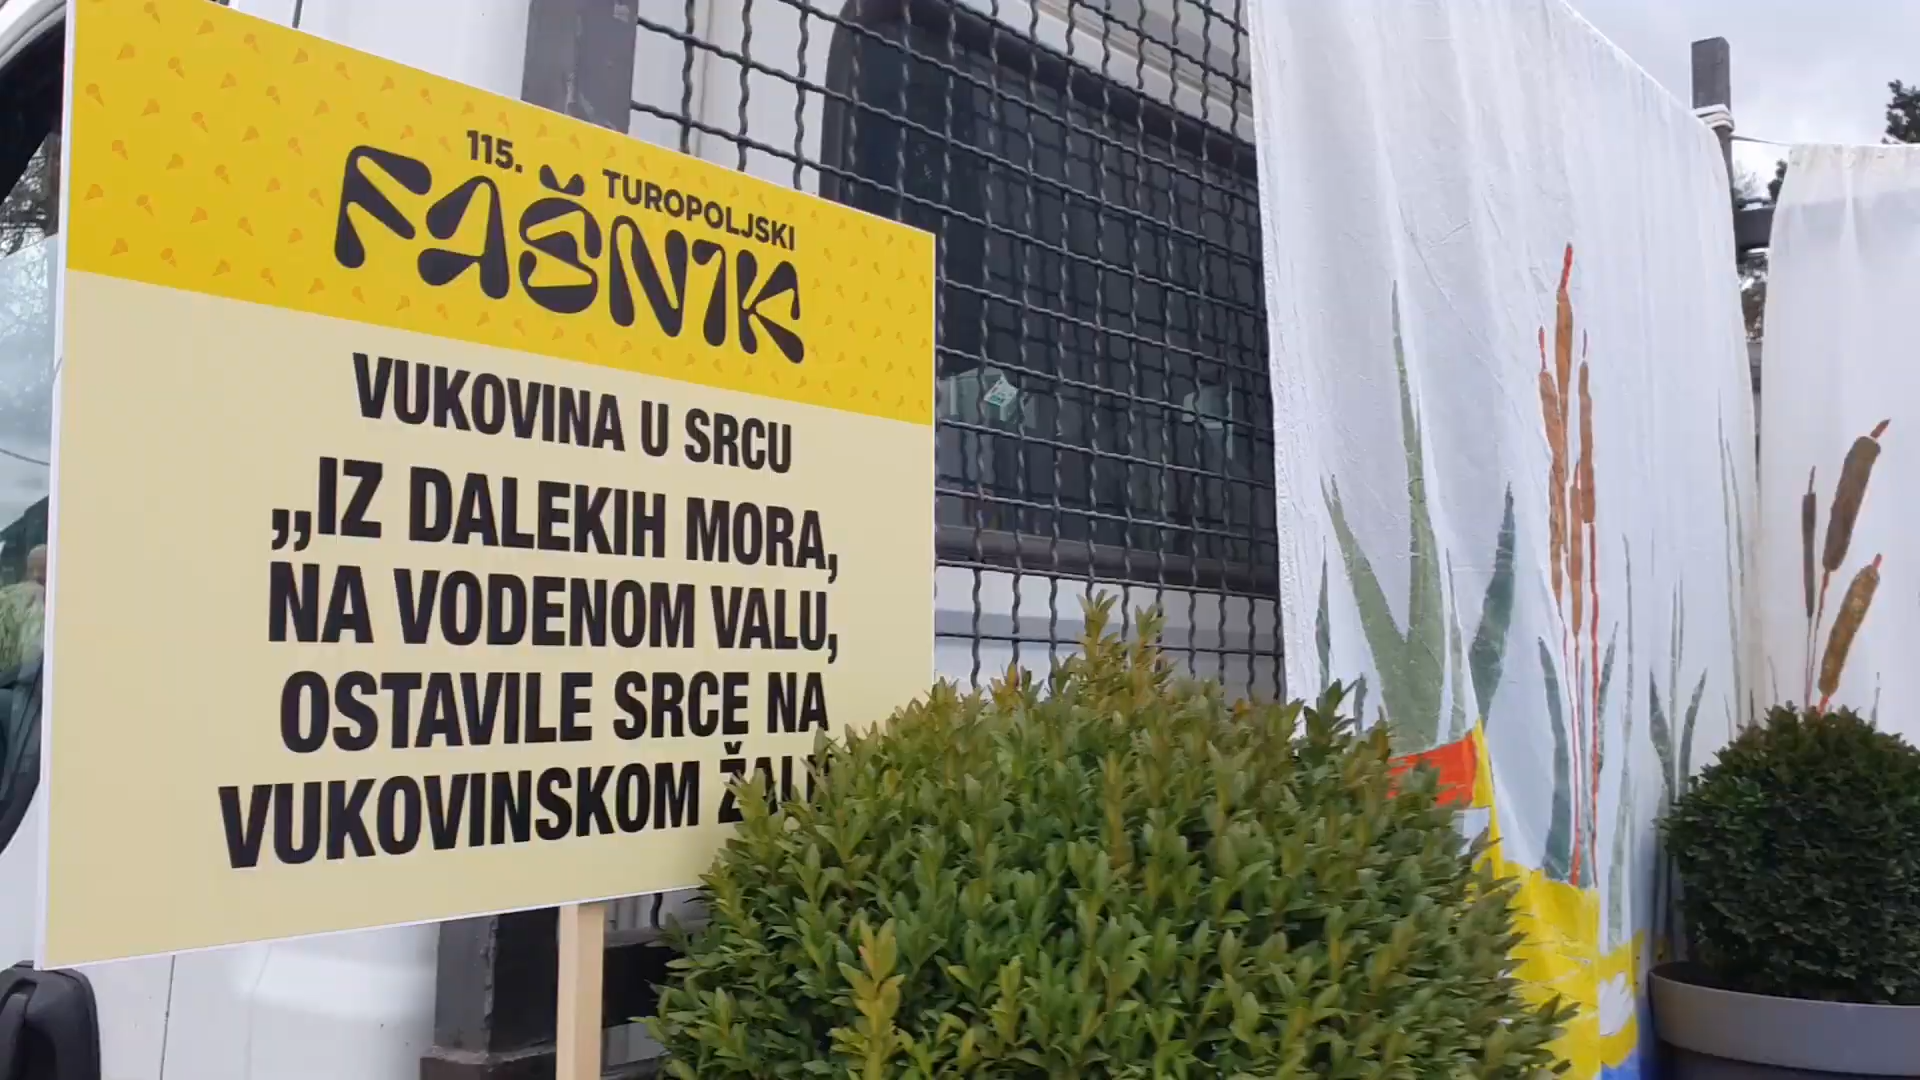 115. TUROPOLJSKI
FAŠNIK
VUKOVINA U SRCU
„IZ DALEKIH MORA,
NA VODENOM VALU,
OSTAVILE SRCE NA
VUKOVINSKOM